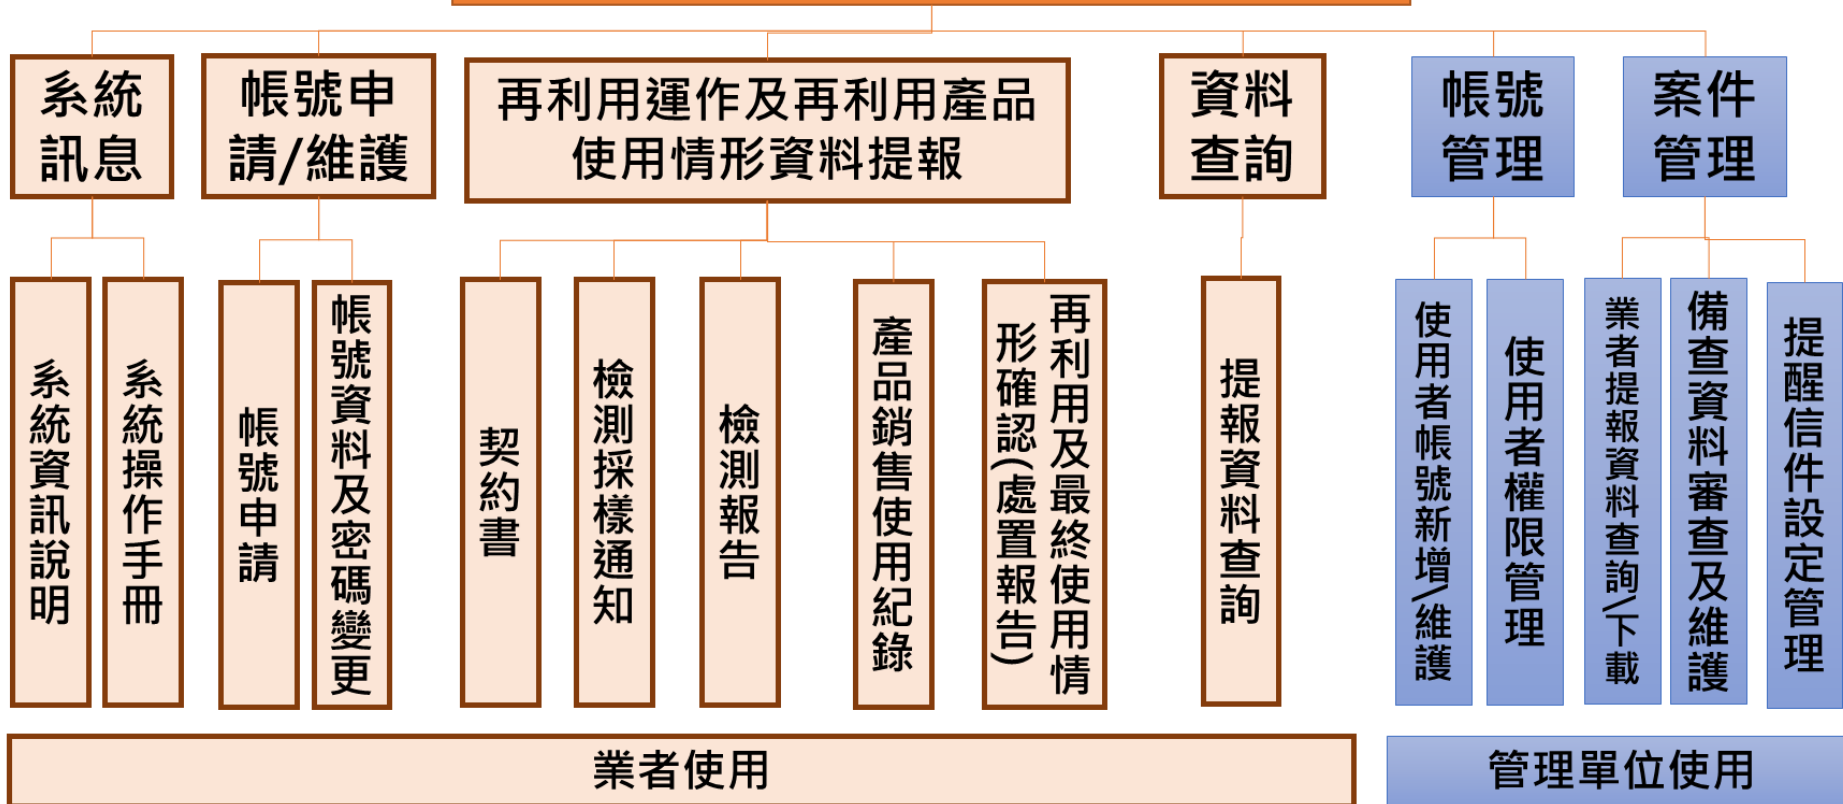 系統
訊息
帳號申
請/維護
再利用運作及再利用產品
使用情形資料提報
資料
查詢
帳號
管理
案件
管理
系統資訊說明
系統操作手冊
帳號申請
帳號資料及密碼變更
契約書
檢測採樣通知
檢測報告
產品銷售使用紀錄
再利用及最終使用情
形確認(處置報告)
提報資料查詢
使用者帳號新增/維護
使用者權限管理
業者提報資料查詢\下載
備查資料審查及維護
提醒信件設定管理
業者使用
管理單位使用